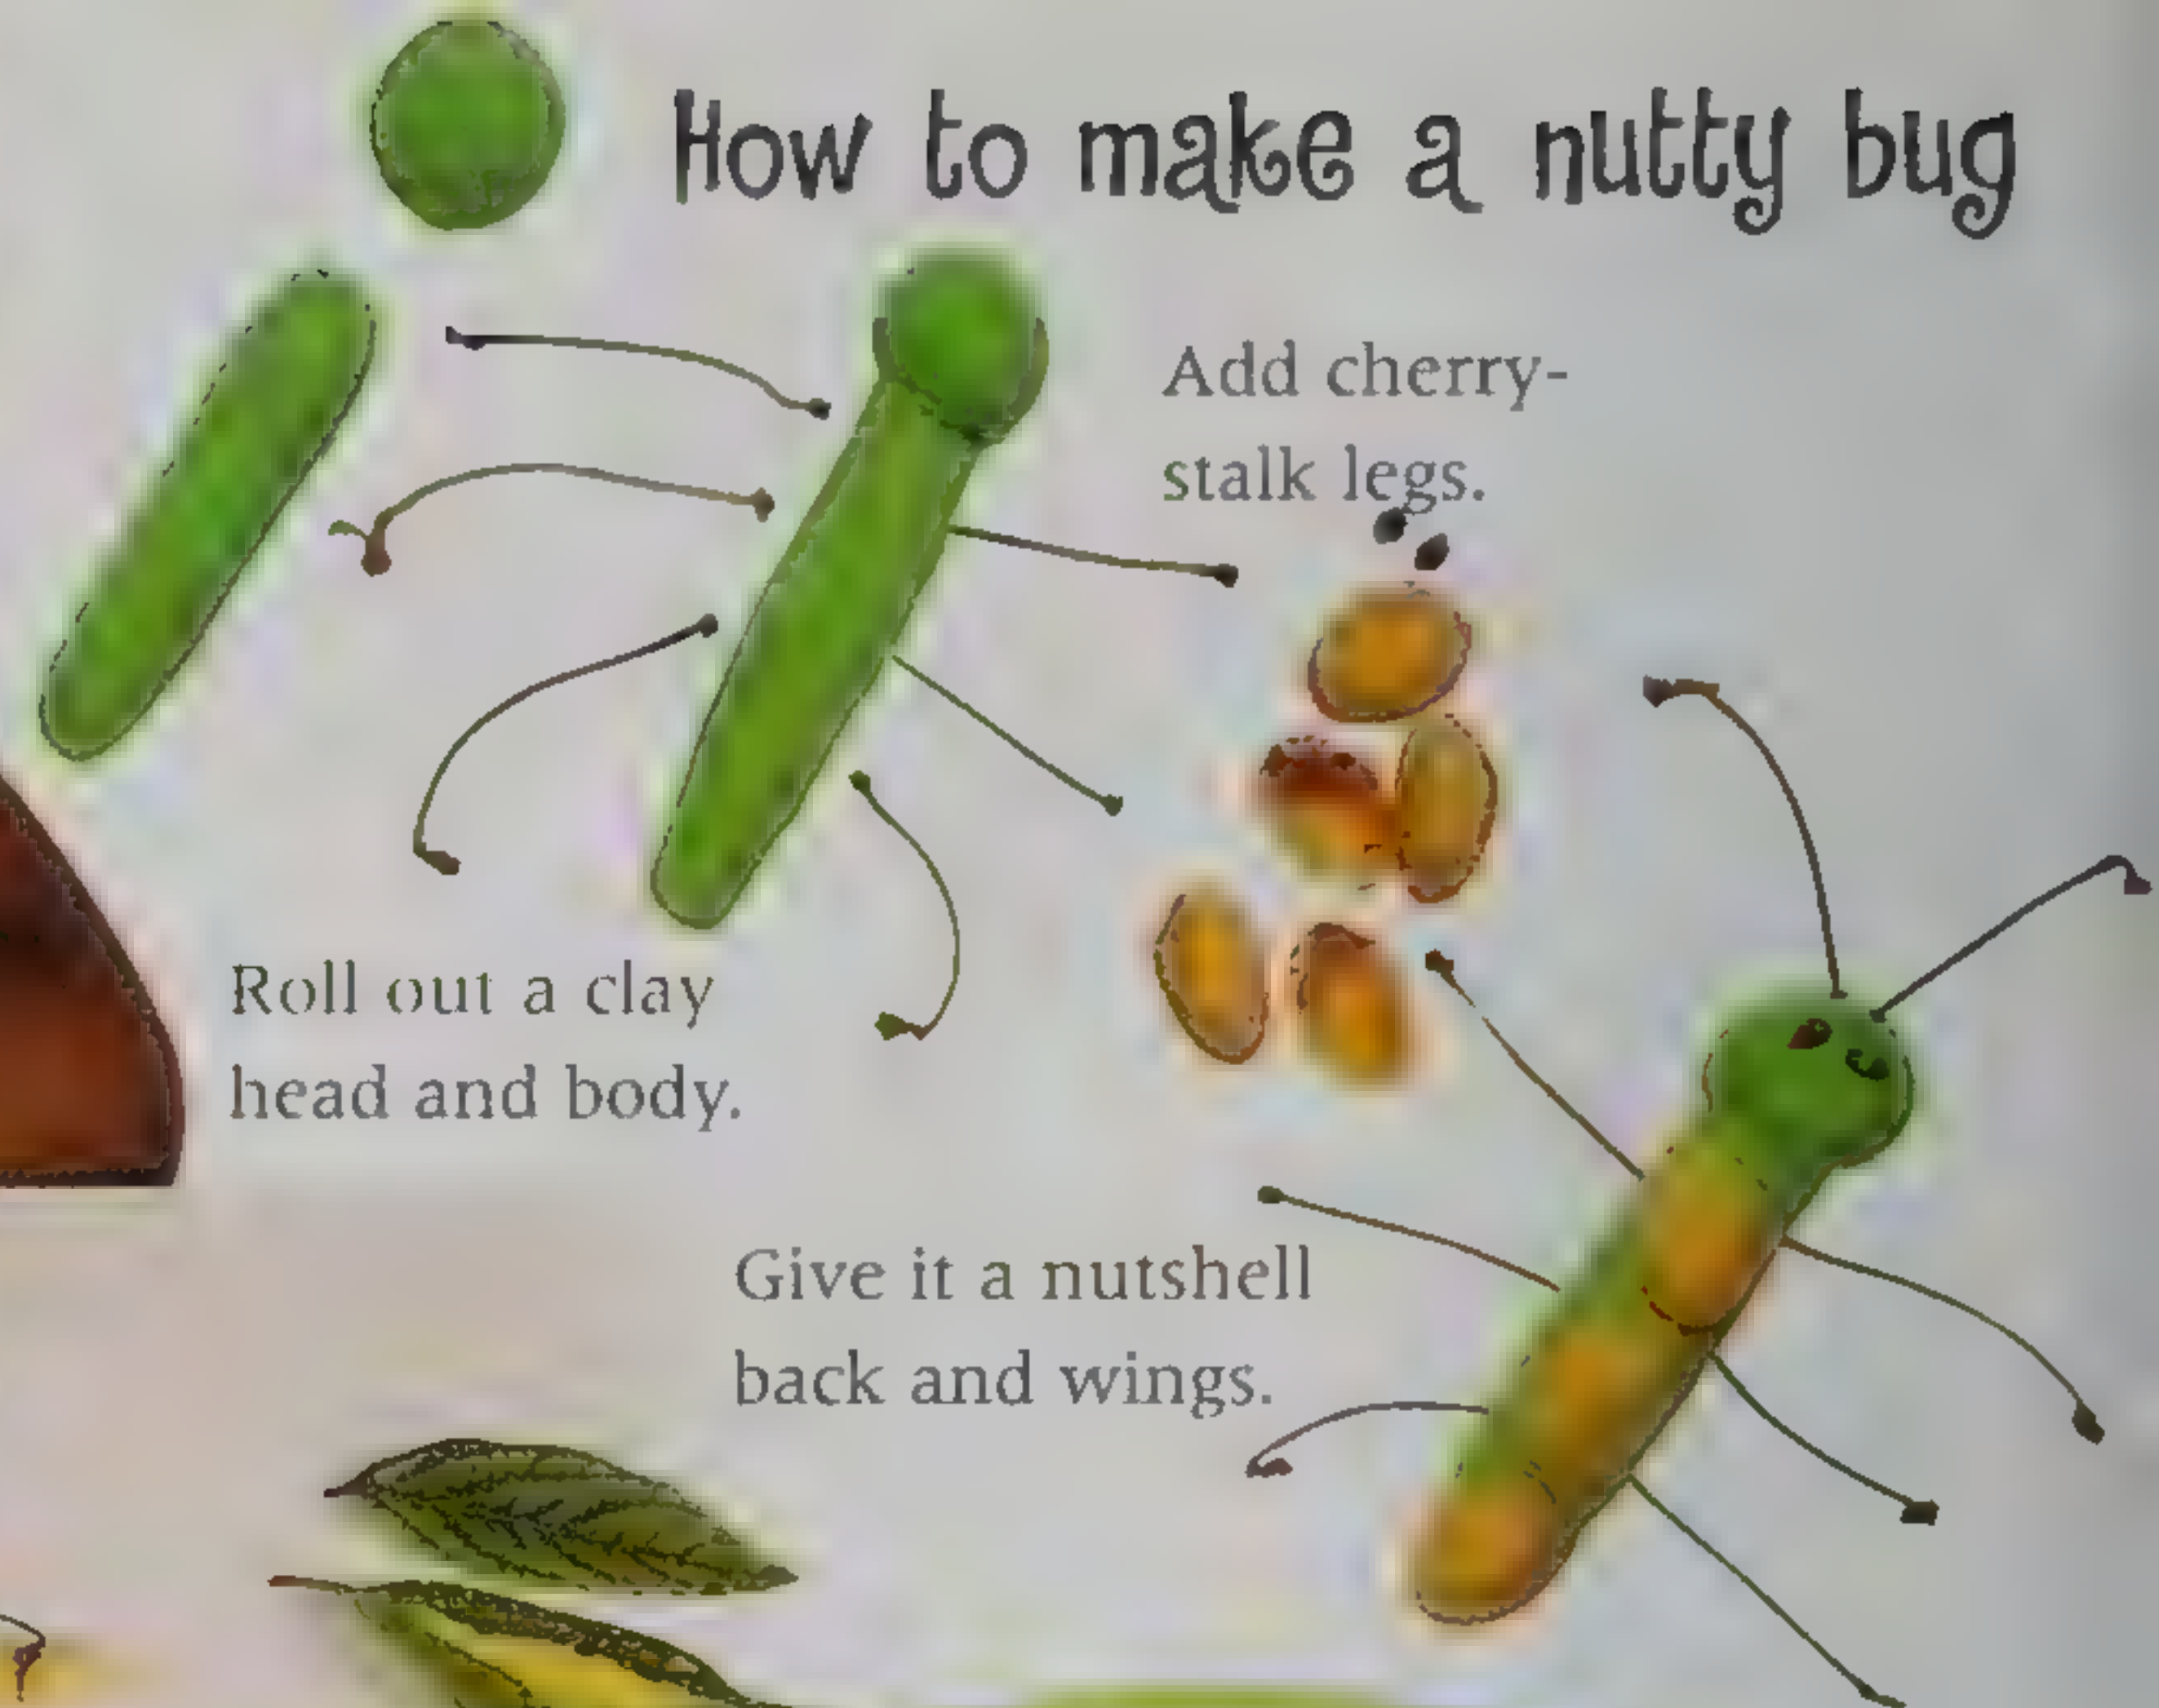 How to make a nutty bug
Add cherry-
stalk legs.
Roll out a clay
head and body.
Give it a nutshell
back and wings.